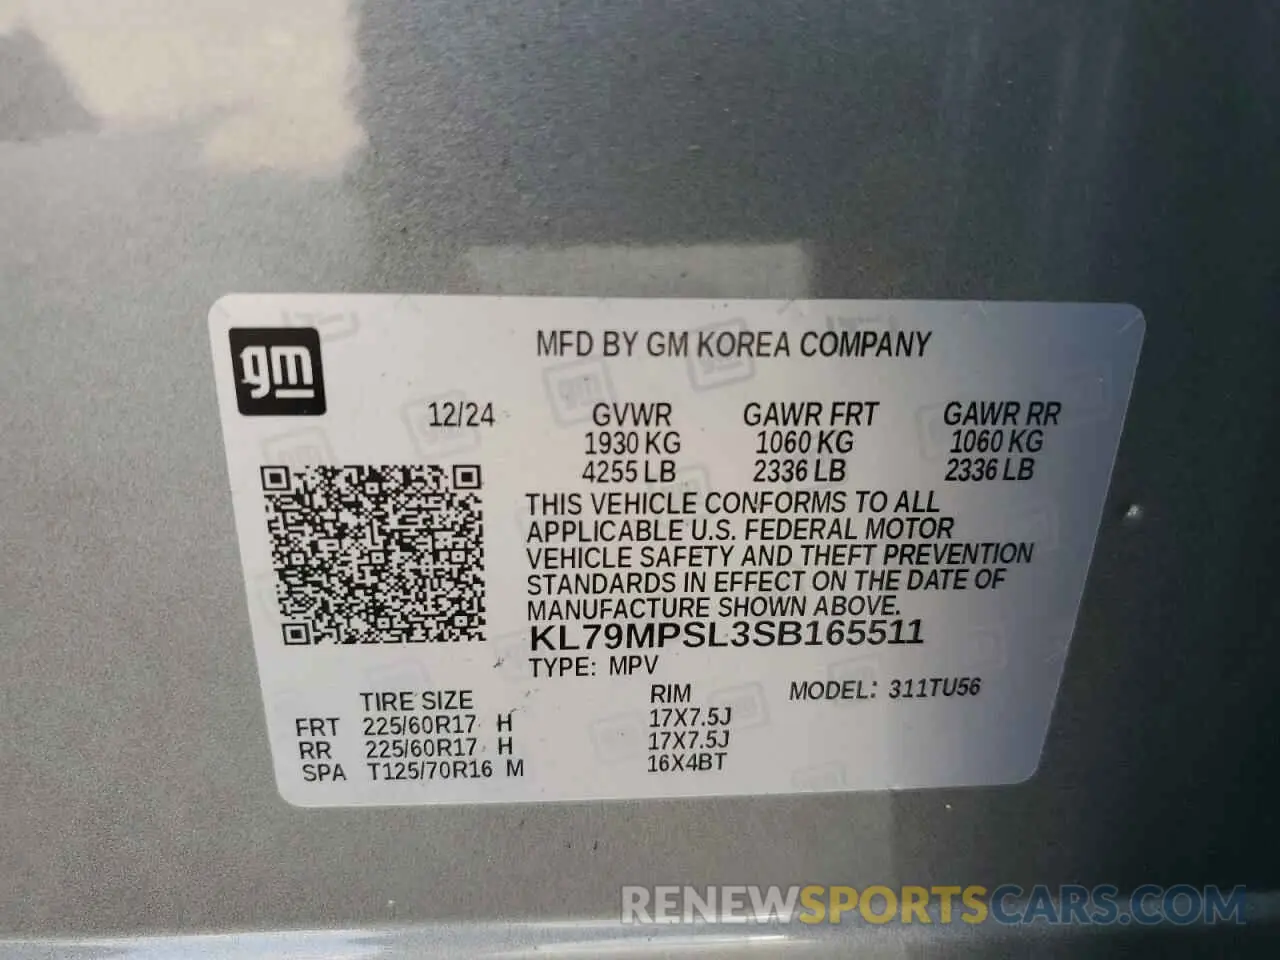 gm
MFD BY GM KOREA COMPANY
12/24
GVWR GAWR FRT GAWR RR
1930 KG 1060 KG 1060 KG
4255 LB 2336 LB 2336 LB
THIS VEHICLE CONFORMS TO ALL
APPLICABLE U.S. FEDERAL MOTOR
VEHICLE SAFETY AND THEFT PREVENTION
STANDARDS IN EFFECT ON THE DATE OF
MANUFACTURE SHOWN ABOVE.
KL79MPSL3SB165511
TYPE: MPV
TIRE SIZE RIM MODEL: 311TU56
FRT 225/60R17 H 17X7.5J
RR 225/60R17 H 17X7.5J
SPA T125/70R16 M 16X4BT
RENEWSPORTSCARS.COM